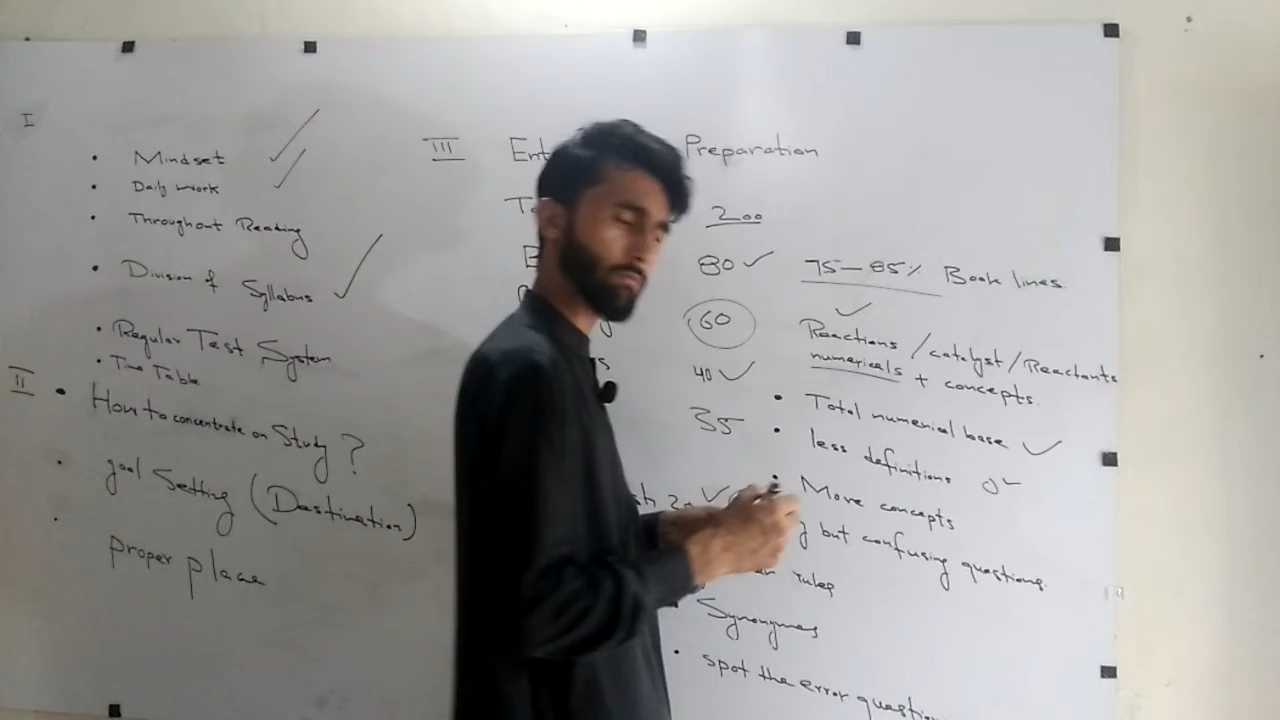 I
• Mindset ✓
• Daily work ✓
• Throughout Reading
• Division of Syllabus ✓
• Regular Test System
• Time Table
II • How to concentrate on Study?
• goal Setting (Destination)
• proper place
III Preparation
200
80 ✓ 75-85% Book lines.
60 ✓
Reactions / catalyst / Reactants
numericals + concepts.
40 ✓
• Total numerical base ✓
35
• less definitions or
• More concepts
but confusing questions.
rules
Synonymes
• spot the error